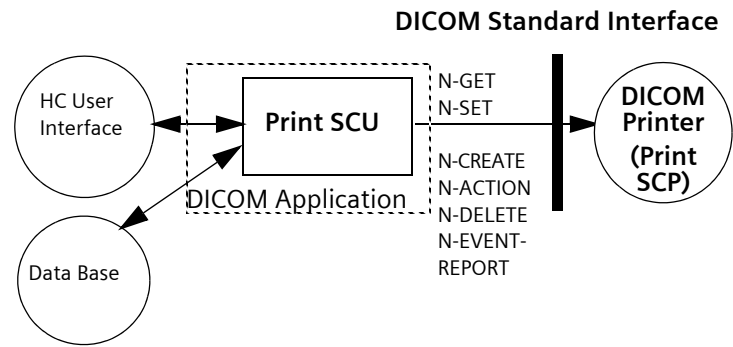 DICOM Standard Interface
HC User
Interface
Print SCU
DICOM Application
Data Base
N-GET
N-SET
N-CREATE
N-ACTION
N-DELETE
N-EVENT-
REPORT
DICOM
Printer
(Print
SCP)